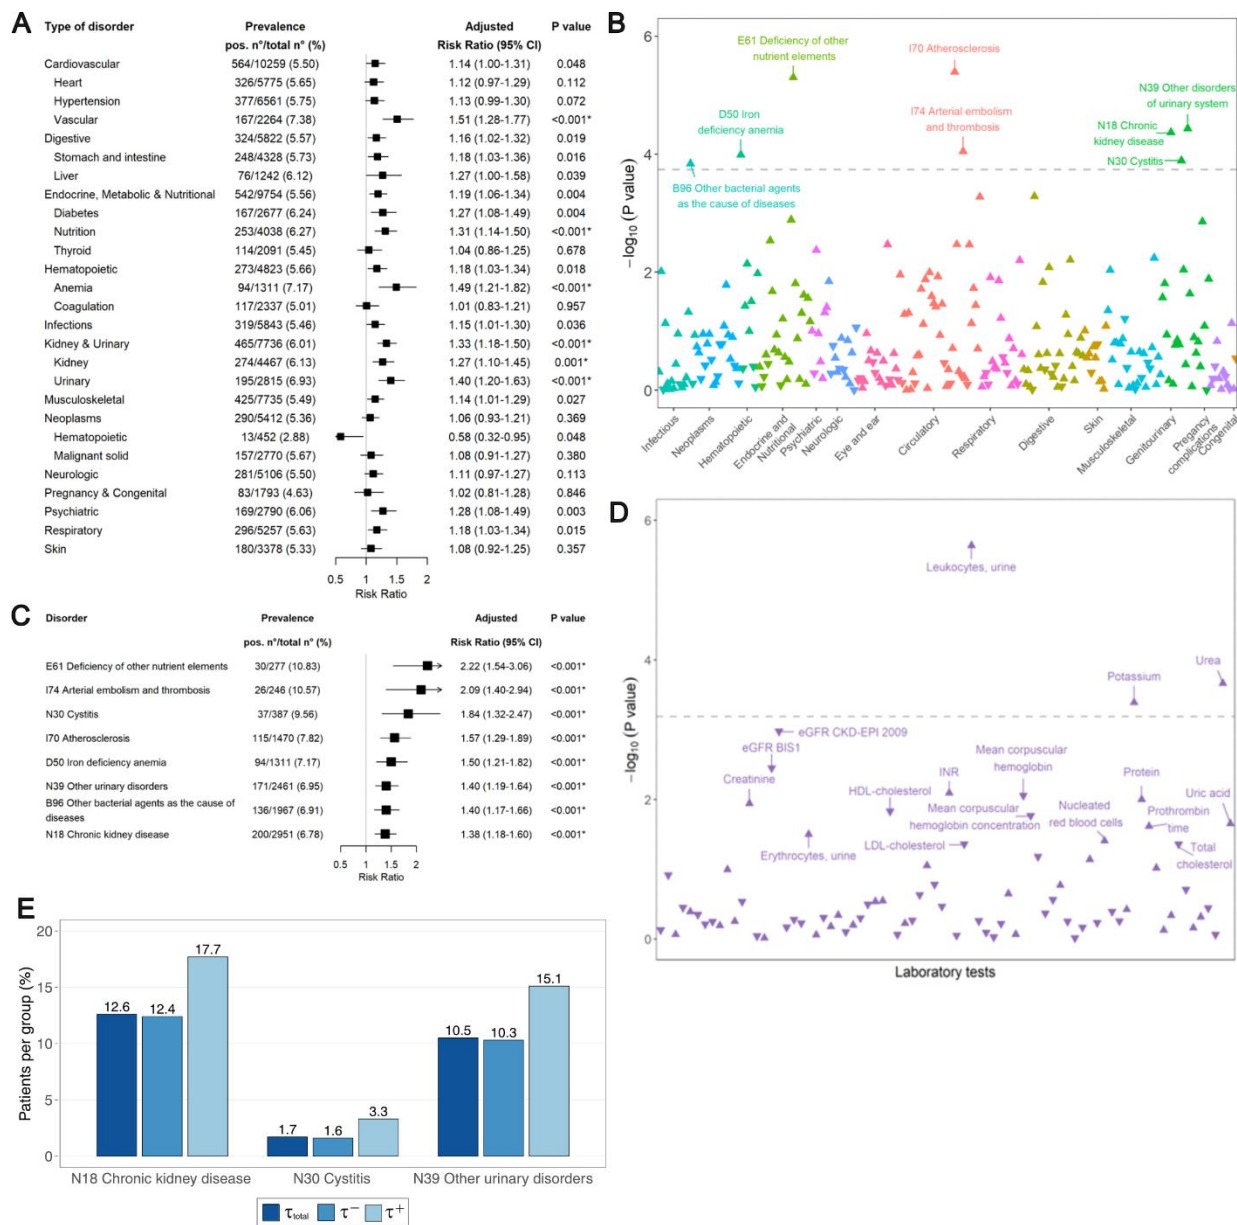 A
Type of disorder Prevalence Adjusted P value
pos. n°/total n° (%) Risk Ratio (95% CI)
Cardiovascular 564/10259 (5.50) 1.14 (1.00-1.31) 0.048
Heart 326/5775 (5.65) 1.12 (0.97-1.29) 0.112
Hypertension 377/6561 (5.75) 1.13 (0.99-1.30) 0.072
Vascular 167/2264 (7.38) 1.51 (1.28-1.77) <0.001*
Digestive 324/5822 (5.57) 1.16 (1.02-1.32) 0.019
Stomach and intestine 248/4328 (5.73) 1.18 (1.03-1.36) 0.016
Liver 76/1242 (6.12) 1.27 (1.00-1.58) 0.039
Endocrine, Metabolic & Nutritional 542/9754 (5.56) 1.19 (1.06-1.34) 0.004
Diabetes 167/2677 (6.24) 1.27 (1.08-1.49) 0.004
Nutrition 253/4038 (6.27) 1.31 (1.14-1.50) <0.001*
Thyroid 114/2091 (5.45) 1.04 (0.86-1.25) 0.678
Hematopoietic 273/4823 (5.66) 1.18 (1.03-1.34) 0.018
Anemia 94/1311 (7.17) 1.49 (1.21-1.82) <0.001*
Coagulation 117/2337 (5.01) 1.01 (0.83-1.21) 0.957
Infections 319/5843 (5.46) 1.15 (1.01-1.30) 0.036
Kidney & Urinary 465/7736 (6.01) 1.33 (1.18-1.50) <0.001*
Kidney 274/4467 (6.13) 1.27 (1.10-1.45) 0.001*
Urinary 195/2815 (6.93) 1.40 (1.20-1.63) <0.001*
Musculoskeletal 425/7735 (5.49) 1.14 (1.01-1.29) 0.027
Neoplasms 290/5412 (5.36) 1.06 (0.93-1.21) 0.369
Hematopoietic 13/452 (2.88) 0.58 (0.32-0.95) 0.048
Malignant solid 157/2770 (5.67) 1.08 (0.91-1.27) 0.380
Neurologic 281/5106 (5.50) 1.11 (0.97-1.27) 0.113
Pregnancy & Congenital 83/1793 (4.63) 1.02 (0.81-1.28) 0.846
Psychiatric 169/2790 (6.06) 1.28 (1.08-1.49) 0.003
Respiratory 296/5257 (5.63) 1.18 (1.03-1.34) 0.015
Skin 180/3378 (5.33) 1.08 (0.92-1.25) 0.357
0.5 1 1.5 2
Risk Ratio
B
−log10 (P value)
6
4
2
0
E61 Deficiency of other
nutrient elements
I70 Atherosclerosis
N39 Other disorders
of urinary system
D50 Iron
deficiency anemia
I74 Arterial embolism
and thrombosis
N18 Chronic
kidney disease
N30 Cystitis
B96 Other bacterial agents
as the cause of diseases
Infectious
Neoplasms
Hematopoietic
Endocrine and
Nutritional
Psychiatric
Neurologic
Eye and ear
Circulatory
Respiratory
Digestive
Skin
Musculoskeletal
Genitourinary
Pregancy
complications
Congenital
C
Disorder Prevalence Adjusted P value
pos. n°/total n° (%) Risk Ratio (95% CI)
E61 Deficiency of other nutrient elements 30/277 (10.83) 2.22 (1.54-3.06) <0.001*
I74 Arterial embolism and thrombosis 26/246 (10.57) 2.09 (1.40-2.94) <0.001*
N30 Cystitis 37/387 (9.56) 1.84 (1.32-2.47) <0.001*
I70 Atherosclerosis 115/1470 (7.82) 1.57 (1.29-1.89) <0.001*
D50 Iron deficiency anemia 94/1311 (7.17) 1.50 (1.21-1.82) <0.001*
N39 Other urinary disorders 171/2461 (6.95) 1.40 (1.19-1.64) <0.001*
B96 Other bacterial agents as the cause of
diseases 136/1967 (6.91) 1.40 (1.17-1.66) <0.001*
N18 Chronic kidney disease 200/2951 (6.78) 1.38 (1.18-1.60) <0.001*
0.5 1 1.5 2
Risk Ratio
D
−log10 (P value)
6
4
2
0
Leukocytes, urine
Urea
Potassium
eGFR CKD-EPI 2009
eGFR BIS1
Creatinine
Mean corpuscular
hemoglobin
INR
HDL-cholesterol
Protein
Uric acid
Mean corpuscular
hemoglobin concentration
Nucleated
red blood cells
Prothrombin
time
Erythrocytes, urine
LDL-cholesterol
Total
cholesterol
Laboratory tests
E
Patients per group (%)
20
15
10
5
0
12.6 12.4 17.7
1.7 1.6 3.3
10.5 10.3 15.1
N18 Chronic kidney disease N30 Cystitis N39 Other urinary disorders
τtotal τ− τ+